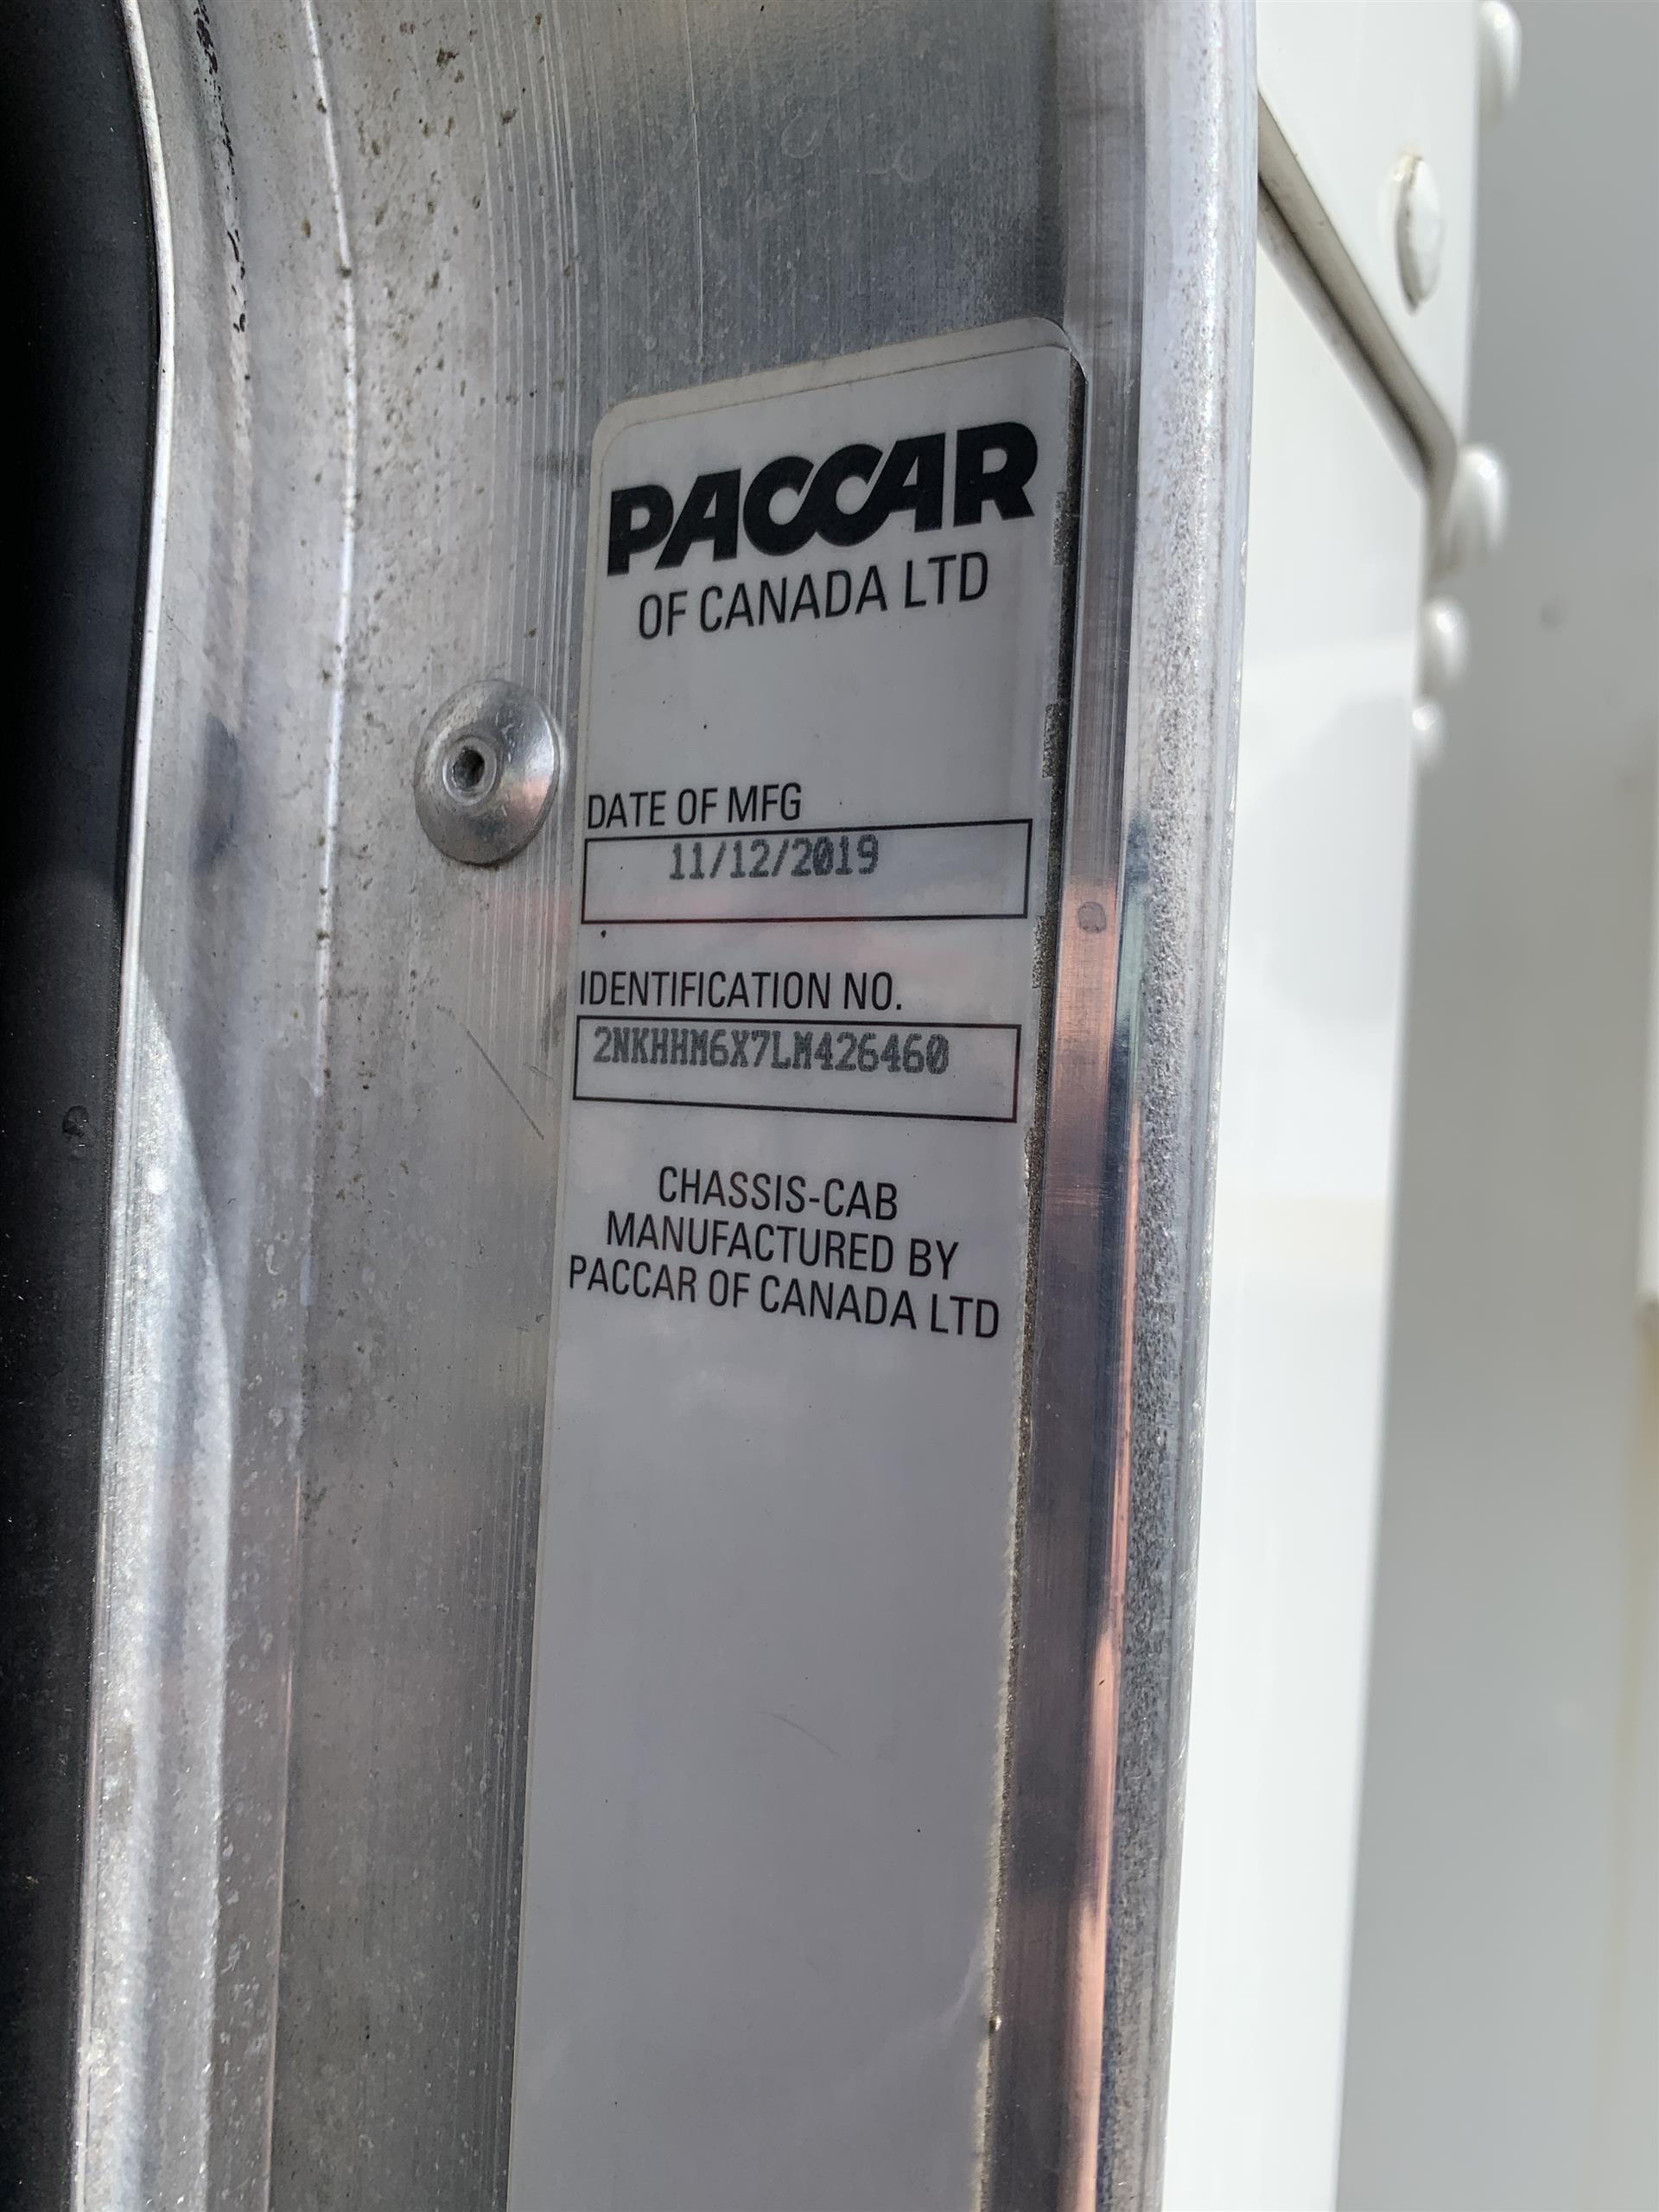 PACCAR
OF CANADA LTD
DATE OF MFG
11/12/2019
IDENTIFICATION NO.
2NKHHM6X7LM426460
CHASSIS-CAB
MANUFACTURED BY
PACCAR OF CANADA LTD